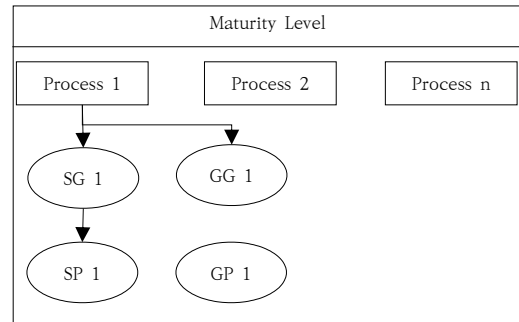 Maturity Level
Process 1
Process 2
Process n
SG 1
GG 1
SP 1
GP 1